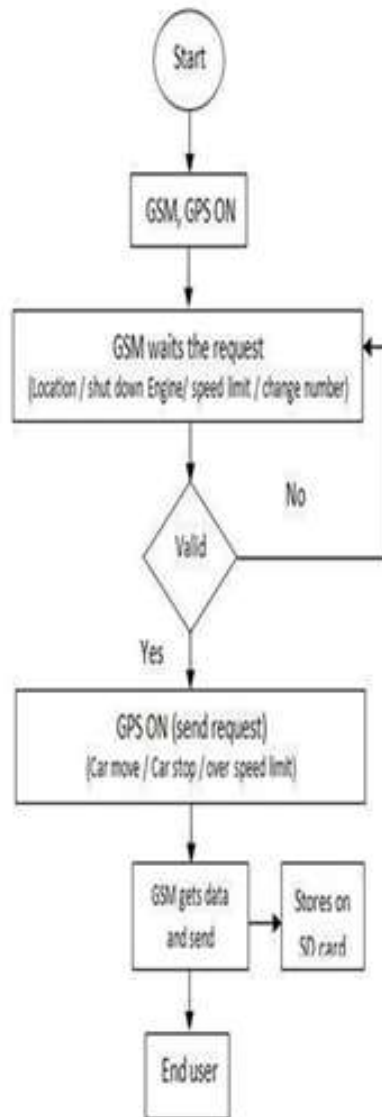 Start
GSM, GPS ON
GSM waits the request
(Location / shut down Engine/ speed limit / change number)
No
Valid
Yes
GPS ON (send request)
(Car move / Car stop / over speed limit)
GSM gets data
and send
Stores on
SD card
End user